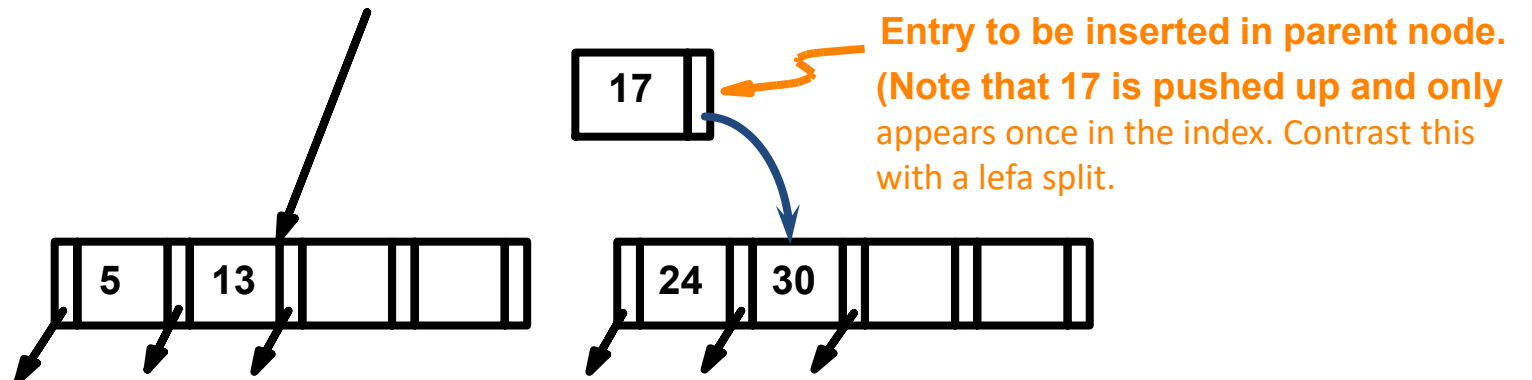 Entry to be inserted in parent node.
17
(Note that 17 is pushed up and only
appears once in the index. Contrast this
with a lefa split.
5 13 24 30